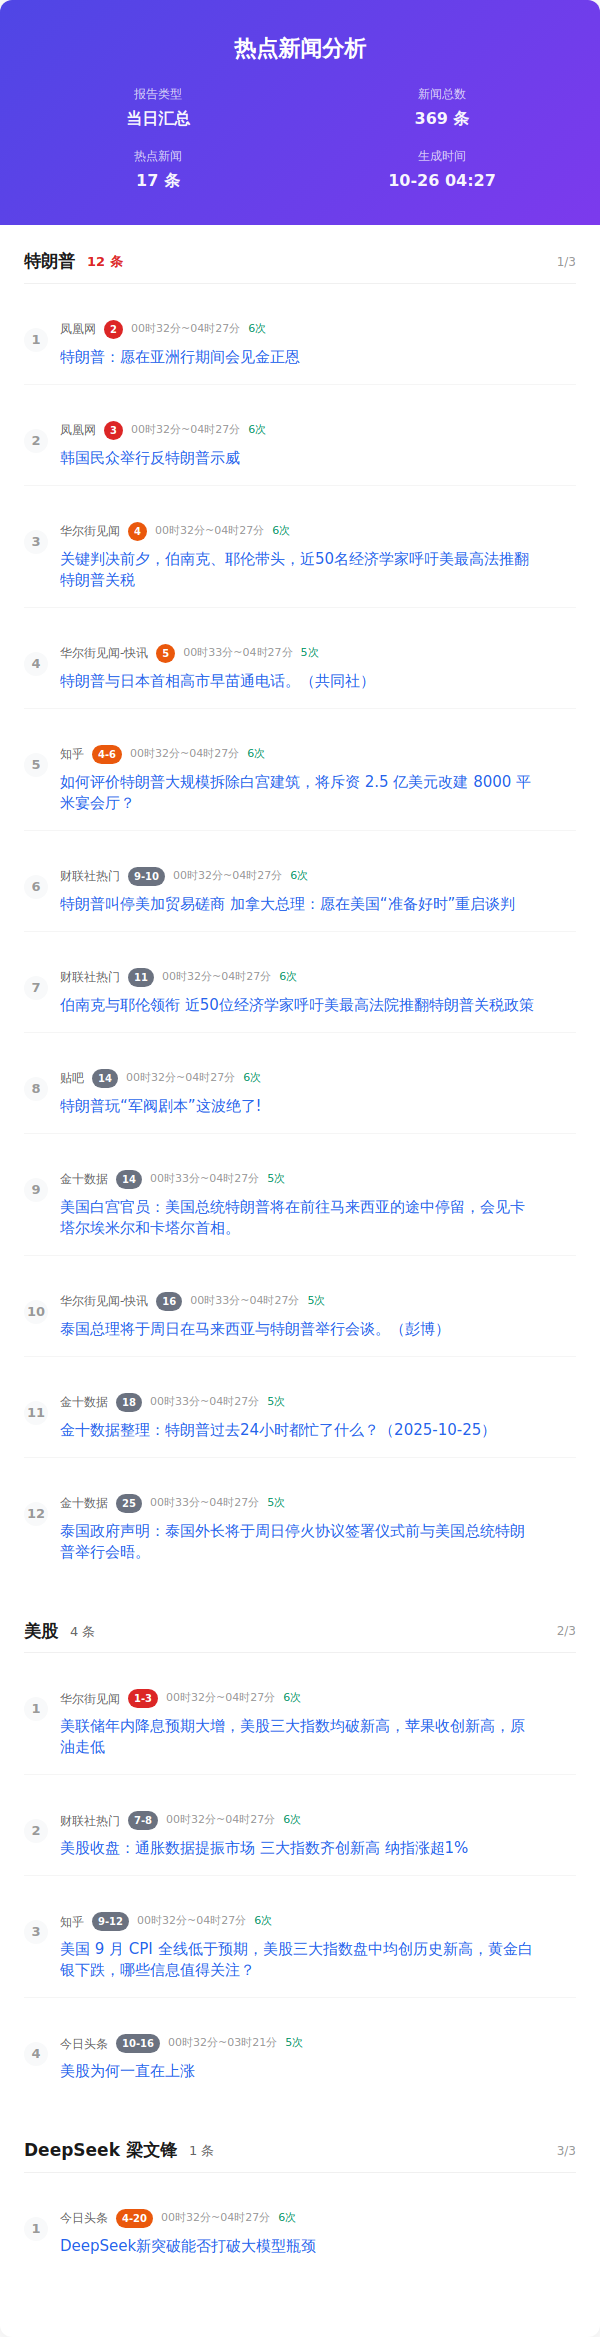 热点新闻分析
报告类型
新闻总数
当日汇总
369 条
热点新闻
生成时间
17 条
10-26 04:27
特朗普 12 条 1/3
1 凤凰网 2 00时32分~04时27分 6次
特朗普：愿在亚洲行期间会见金正恩
2 凤凰网 3 00时32分~04时27分 6次
韩国民众举行反特朗普示威
3 华尔街见闻 4 00时32分~04时27分 6次
关键判决前夕，伯南克、耶伦带头，近50名经济学家呼吁美最高法推翻
特朗普关税
4 华尔街见闻-快讯 5 00时33分~04时27分 5次
特朗普与日本首相高市早苗通电话。（共同社）
5 知乎 4-6 00时32分~04时27分 6次
如何评价特朗普大规模拆除白宫建筑，将斥资 2.5 亿美元改建 8000 平
米宴会厅？
6 财联社热门 9-10 00时32分~04时27分 6次
特朗普叫停美加贸易磋商 加拿大总理：愿在美国“准备好时”重启谈判
7 财联社热门 11 00时32分~04时27分 6次
伯南克与耶伦领衔 近50位经济学家呼吁美最高法院推翻特朗普关税政策
8 贴吧 14 00时32分~04时27分 6次
特朗普玩“军阀剧本”这波绝了!
9 金十数据 14 00时33分~04时27分 5次
美国白宫官员：美国总统特朗普将在前往马来西亚的途中停留，会见卡
塔尔埃米尔和卡塔尔首相。
10 华尔街见闻-快讯 16 00时33分~04时27分 5次
泰国总理将于周日在马来西亚与特朗普举行会谈。（彭博）
11 金十数据 18 00时33分~04时27分 5次
金十数据整理：特朗普过去24小时都忙了什么？（2025-10-25）
12 金十数据 25 00时33分~04时27分 5次
泰国政府声明：泰国外长将于周日停火协议签署仪式前与美国总统特朗
普举行会晤。
美股 4 条 2/3
1 华尔街见闻 1-3 00时32分~04时27分 6次
美联储年内降息预期大增，美股三大指数均破新高，苹果收创新高，原
油走低
2 财联社热门 7-8 00时32分~04时27分 6次
美股收盘：通胀数据提振市场 三大指数齐创新高 纳指涨超1%
3 知乎 9-12 00时32分~04时27分 6次
美国 9 月 CPI 全线低于预期，美股三大指数盘中均创历史新高，黄金白
银下跌，哪些信息值得关注？
4 今日头条 10-16 00时32分~03时21分 5次
美股为何一直在上涨
DeepSeek 梁文锋 1 条 3/3
1 今日头条 4-20 00时32分~04时27分 6次
DeepSeek新突破能否打破大模型瓶颈